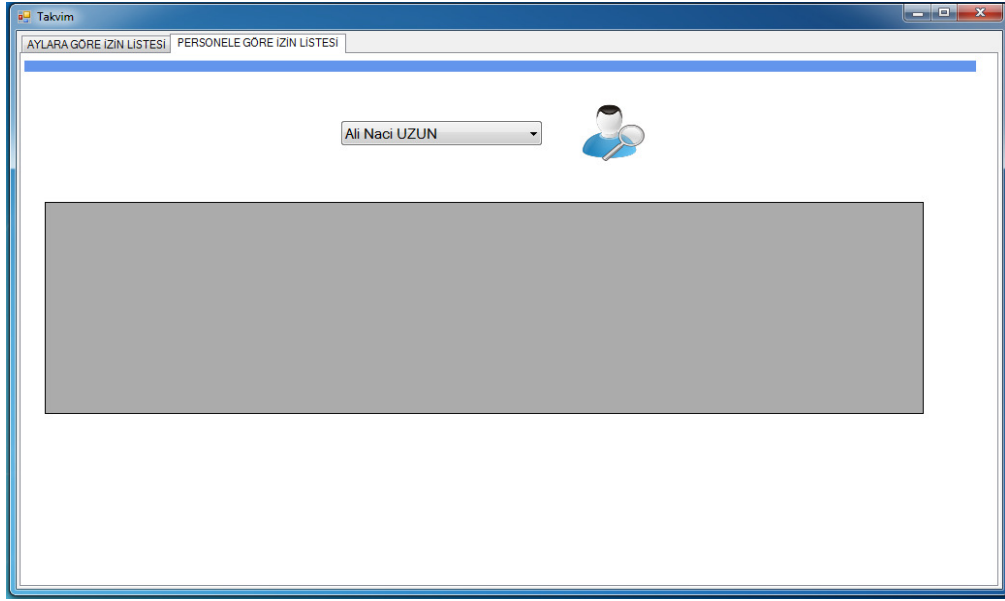 Takvim
AYLARA GÖRE İZİN LİSTESİ PERSONELE GÖRE İZİN LİSTESİ
Ali Naci UZUN